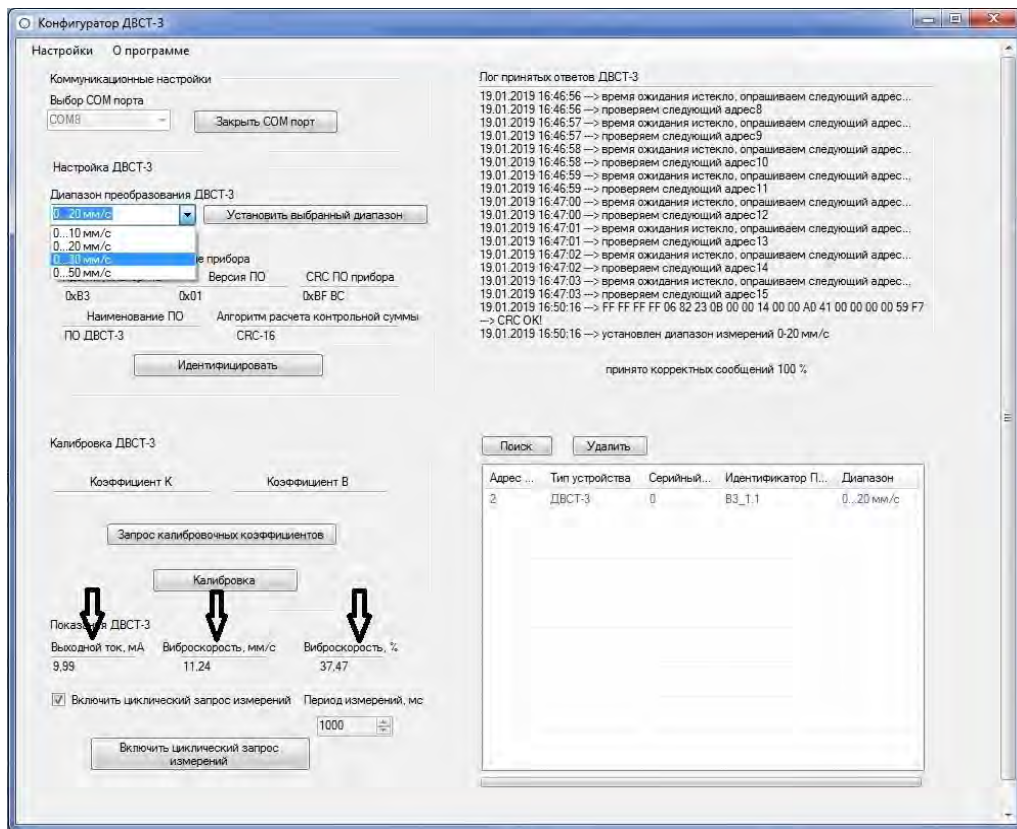 Конфигуратор ДВСТ-3
Настройки О программе
Коммуникационные настройки
Выбор COM порта
COM8
Закрыть COM порт
Настройка ДВСТ-3
Диапазон преобразования ДВСТ-3
0...20 мм/с
Установить выбранный диапазон
0...10 мм/с
0...20 мм/с
0...30 мм/с
0...50 мм/с
прибора
Версия ПО CRC ПО прибора
0xB3 0x01 0xBF BC
Наименование ПО Алгоритм расчета контрольной суммы
ПО ДВСТ-3 CRC-16
Идентифицировать
Калибровка ДВСТ-3
Коэффициент К Коэффициент В
Запрос калибровочных коэффициентов
Калибровка
Показания ДВСТ-3
Выходной ток, мА Виброскорость, мм/с Виброскорость, %
9,99 11,24 37,47
Включить циклический запрос измерений Период измерений, мс
1000
Включить циклический запрос
измерений
Лог принятых ответов ДВСТ-3
19.01.2019 16:46:56 ---> время ожидания истекло, опрашиваем следующий адрес...
19.01.2019 16:46:56 ---> проверяем следующий адрес8
19.01.2019 16:46:57 ---> время ожидания истекло, опрашиваем следующий адрес...
19.01.2019 16:46:57 ---> проверяем следующий адрес9
19.01.2019 16:46:58 ---> время ожидания истекло, опрашиваем следующий адрес...
19.01.2019 16:46:58 ---> проверяем следующий адрес10
19.01.2019 16:46:59 ---> время ожидания истекло, опрашиваем следующий адрес...
19.01.2019 16:46:59 ---> проверяем следующий адрес11
19.01.2019 16:47:00 ---> время ожидания истекло, опрашиваем следующий адрес...
19.01.2019 16:47:00 ---> проверяем следующий адрес12
19.01.2019 16:47:01 ---> время ожидания истекло, опрашиваем следующий адрес...
19.01.2019 16:47:01 ---> проверяем следующий адрес13
19.01.2019 16:47:02 ---> время ожидания истекло, опрашиваем следующий адрес...
19.01.2019 16:47:02 ---> проверяем следующий адрес14
19.01.2019 16:47:03 ---> время ожидания истекло, опрашиваем следующий адрес...
19.01.2019 16:47:03 ---> проверяем следующий адрес15
19.01.2019 16:50:16 ---> FF FF FF FF 06 82 23 0B 00 00 14 00 00 A0 41 00 00 00 00 59 F7
---> CRC OK!
19.01.2019 16:50:16 ---> установлен диапазон измерений 0-20 мм/с
принято корректных сообщений 100 %
Поиск Удалить
Адрес ... Тип устройства Серийный... Идентификатор П... Диапазон
2 ДВСТ-3 0 B3_1.1 0...20 мм/с